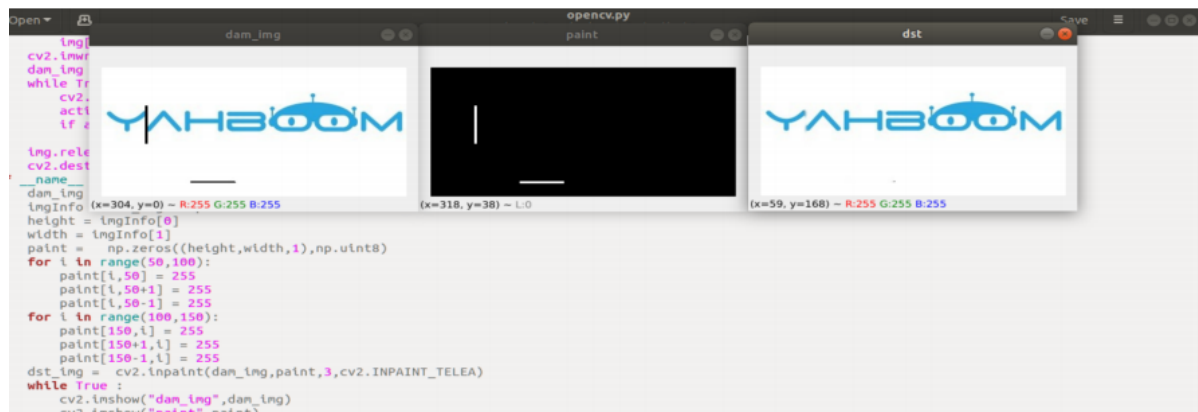 Open opencv.py Save
dam_img paint dst
img[
cv2.imwr
dam_img
while Tr
cv2.
acti
if a
YAHBOOM YAHBOOM
img.rele
cv2.dest
__name__
dam_img
imgInfo (x=304, y=0) ~ R:255 G:255 B:255 (x=318, y=38) ~ L:0 (x=59, y=168) ~ R:255 G:255 B:255
height = imgInfo[0]
width = imgInfo[1]
paint = np.zeros((height,width,1),np.uint8)
for i in range(50,100):
paint[i,50] = 255
paint[i,50+1] = 255
paint[i,50-1] = 255
for i in range(100,150):
paint[150,i] = 255
paint[150+1,i] = 255
paint[150-1,i] = 255
dst_img = cv2.inpaint(dam_img,paint,3,cv2.INPAINT_TELEA)
while True :
cv2.imshow("dam_img",dam_img)
cv2.imshow("paint",paint)